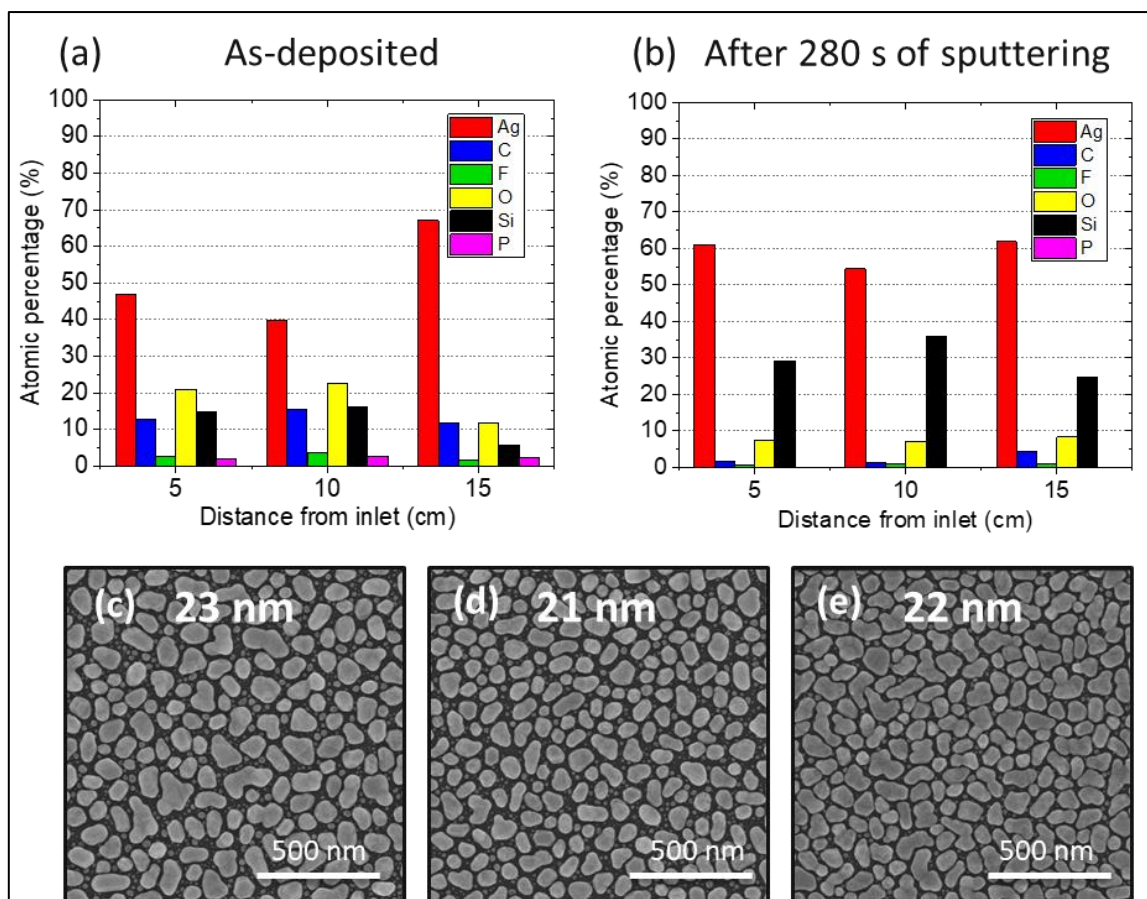 (a) As-deposited
100
90
80
70
60
50
40
30
20
10
0
Atomic percentage (%)
Ag
C
F
O
Si
P
5 10 15
Distance from inlet (cm)
(b) After 280 s of sputtering
100
90
80
70
60
50
40
30
20
10
0
Atomic percentage (%)
Ag
C
F
O
Si
P
5 10 15
Distance from inlet (cm)
(c) 23 nm
500 nm
(d) 21 nm
500 nm
(e) 22 nm
500 nm